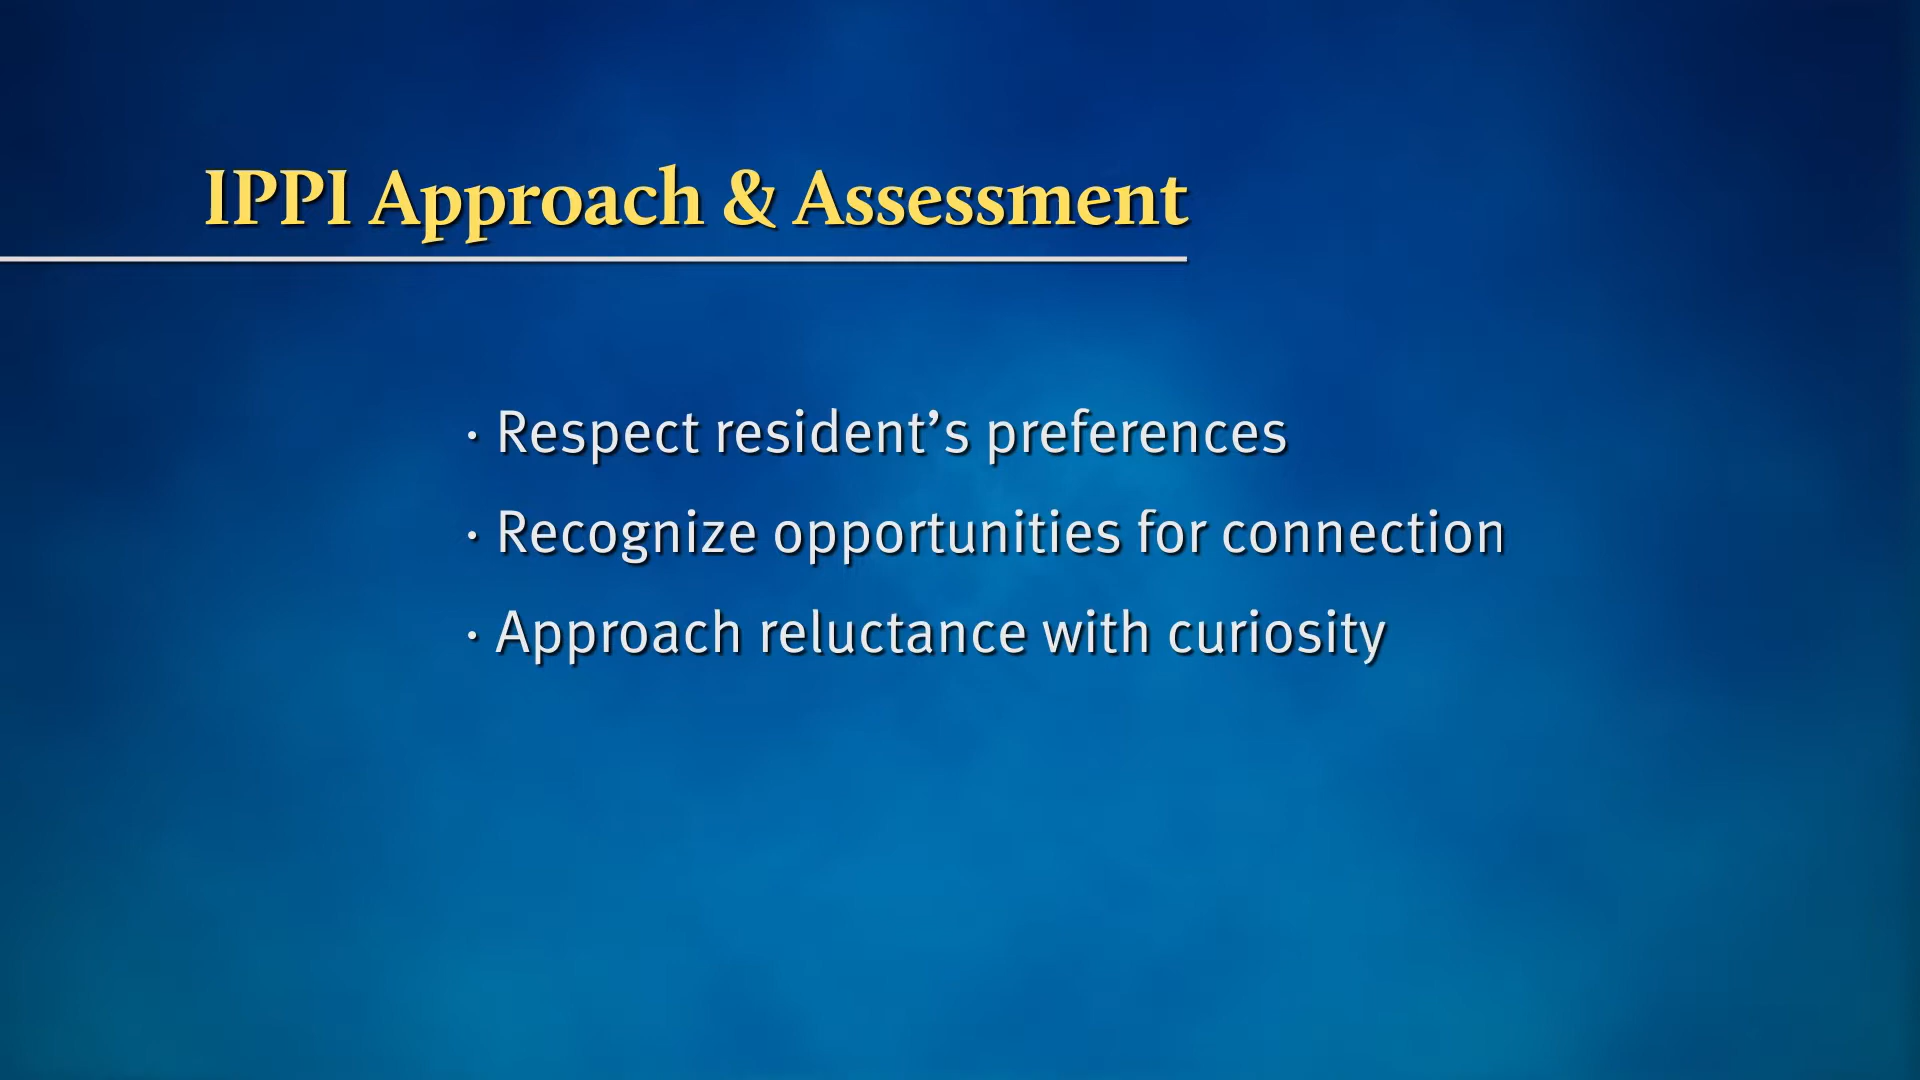 IPPI Approach & Assessment
· Respect resident’s preferences
· Recognize opportunities for connection
· Approach reluctance with curiosity